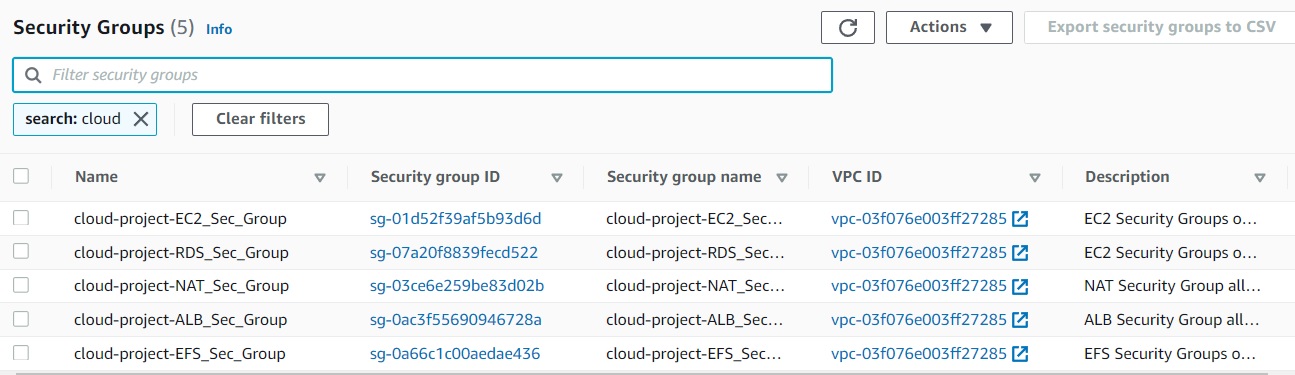 Security Groups (5) Info Actions Export security groups to CSV
Filter security groups
search: cloud Clear filters
Name Security group ID Security group name VPC ID Description
cloud-project-EC2_Sec_Group sg-01d52f39af5b93d6d cloud-project-EC2_Sec... vpc-03f076e003ff27285 EC2 Security Groups o...
cloud-project-RDS_Sec_Group sg-07a20f8839fecd522 cloud-project-RDS_Sec... vpc-03f076e003ff27285 EC2 Security Groups o...
cloud-project-NAT_Sec_Group sg-03ce6e259be83d02b cloud-project-NAT_Sec... vpc-03f076e003ff27285 NAT Security Group all...
cloud-project-ALB_Sec_Group sg-0ac3f55690946728a cloud-project-ALB_Sec... vpc-03f076e003ff27285 ALB Security Group all...
cloud-project-EFS_Sec_Group sg-0a66c1c00aedae436 cloud-project-EFS_Sec... vpc-03f076e003ff27285 EFS Security Groups o...